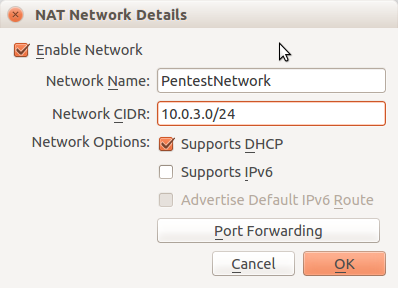 NAT Network Details
Enable Network
Network Name: PentestNetwork
Network CIDR: 10.0.3.0/24
Network Options: Supports DHCP
Supports IPv6
Advertise Default IPv6 Route
Port Forwarding
Cancel OK